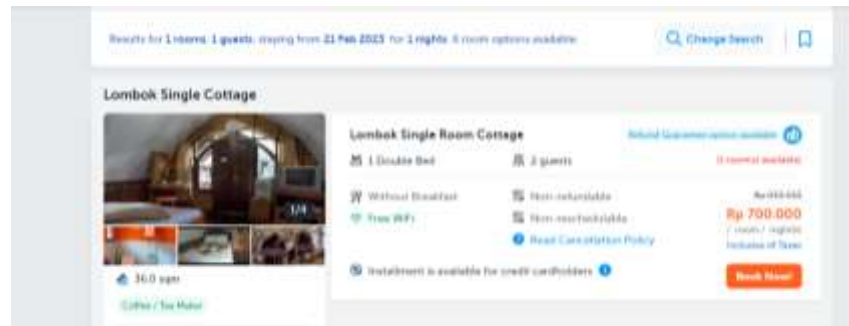 Results for 1 rooms, 1 guests, staying from 21 Feb 2023 for 1 nights. room options available
Change Search
Lombok Single Cottage
Lombok Single Room Cottage
1 Double Bed
2 guests
Without Breakfast
Non-refundable
1/4
Free WiFi
Non-reschedulable
Rp 700.000
/ room / night(s)
Read Cancellation Policy
Inclusive of Taxes
Installment is available for credit cardholders
Book Now!
36.0 sqm
Coffee / Tea Maker